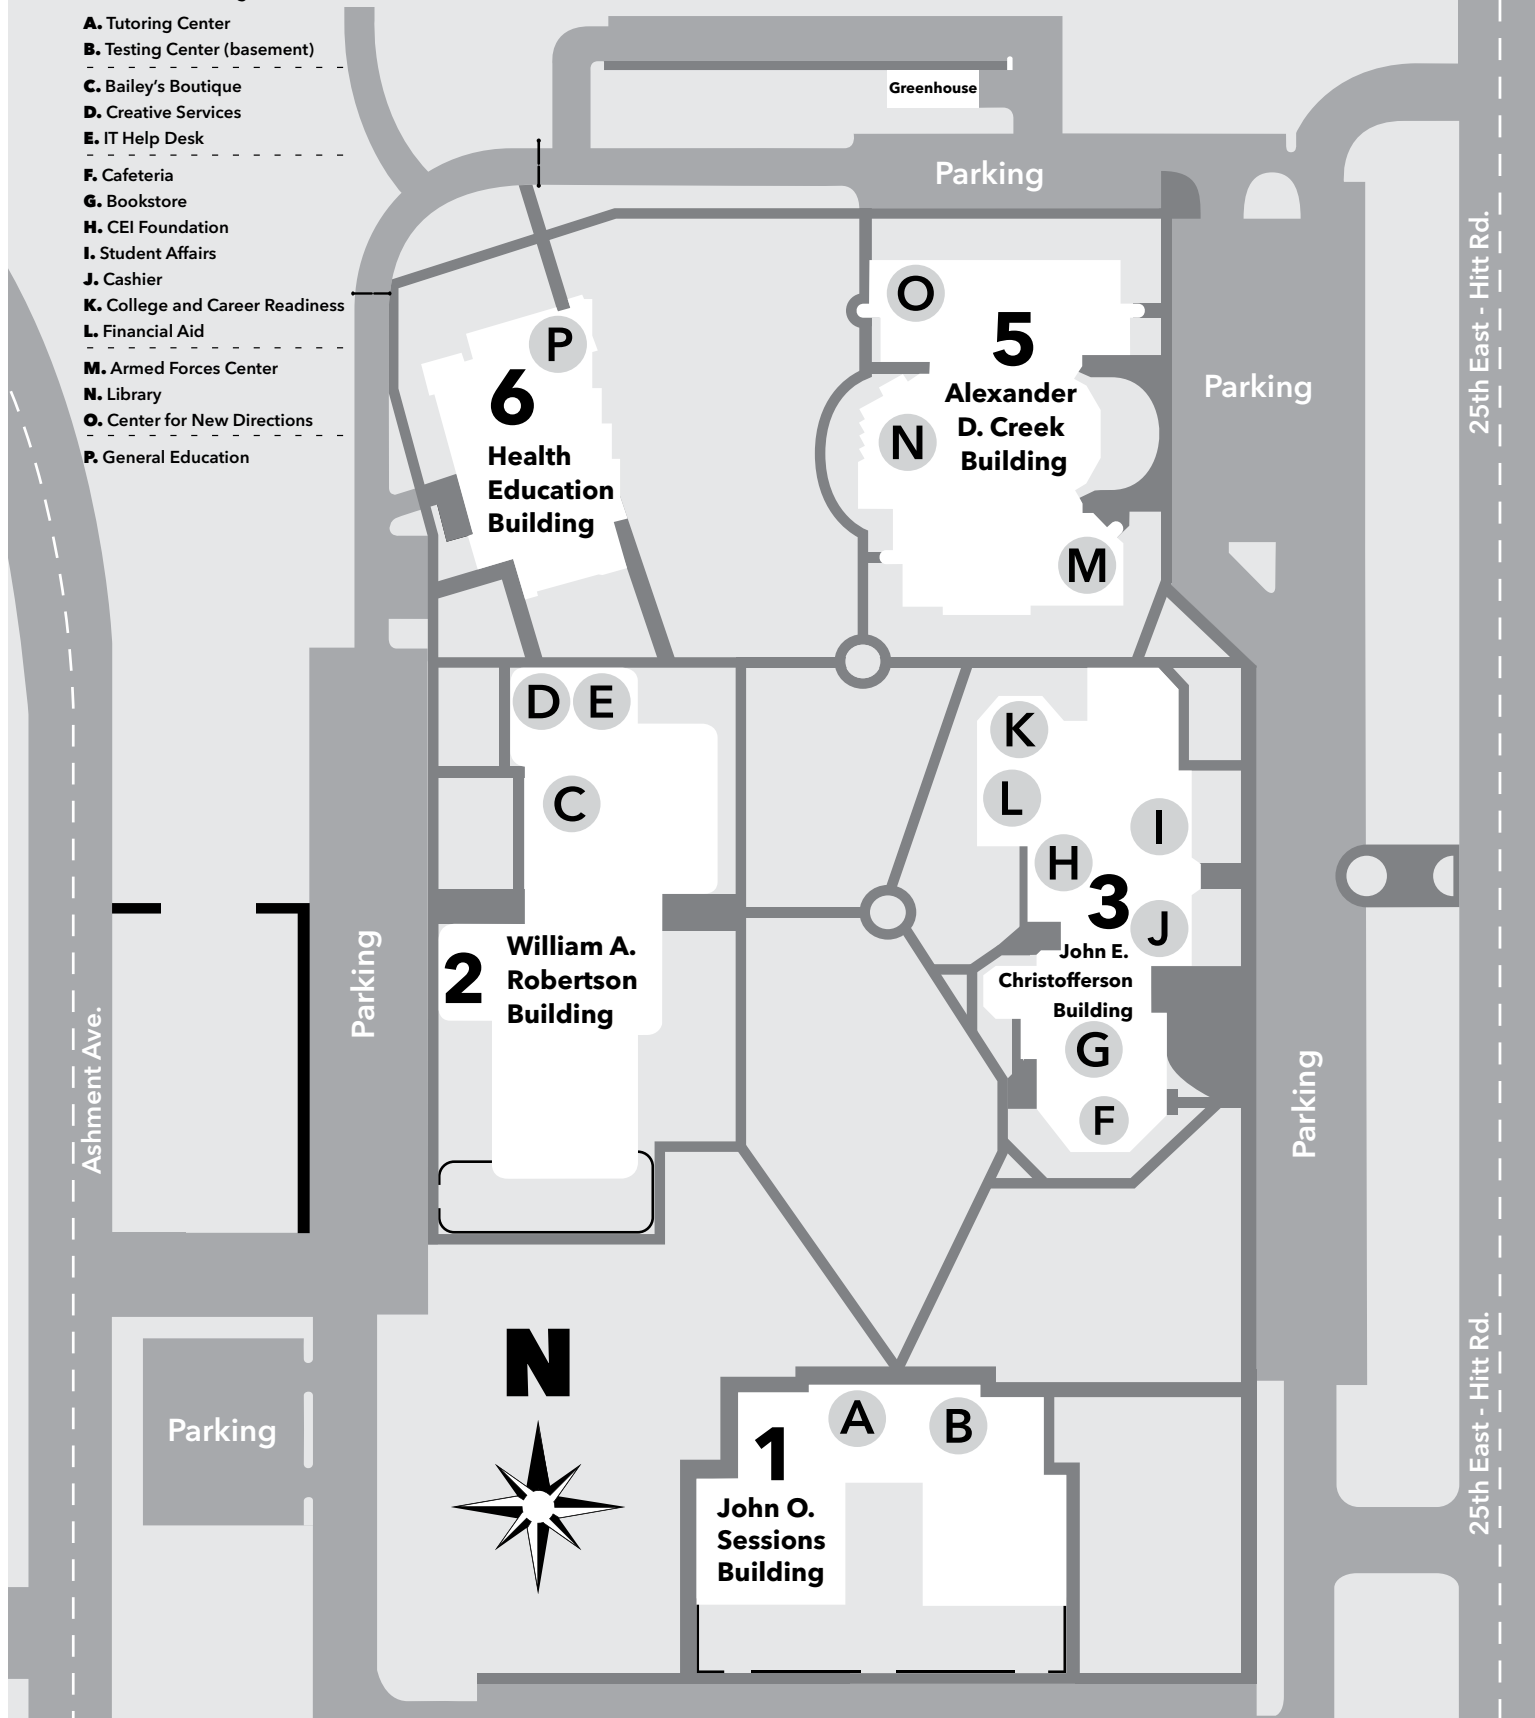 A. Tutoring Center
B. Testing Center (basement)
C. Bailey's Boutique
D. Creative Services
E. IT Help Desk
F. Cafeteria
G. Bookstore
H. CEI Foundation
I. Student Affairs
J. Cashier
K. College and Career Readiness
L. Financial Aid
M. Armed Forces Center
N. Library
O. Center for New Directions
P. General Education
Greenhouse
Parking
25th East - Hitt Rd.
O
5
Alexander
D. Creek
Building
N
M
Parking
P
6
Health
Education
Building
D E
C
2
William A.
Robertson
Building
K
L
I
H
3
J
John E.
Christofferson
Building
G
F
Parking
Ashment Ave.
Parking
N
A
B
1
John O.
Sessions
Building
Parking
25th East - Hitt Rd.